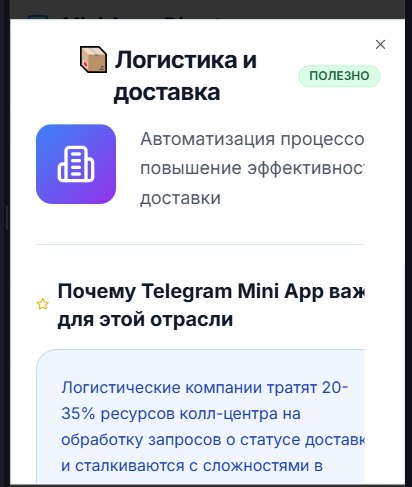 Логистика и
доставка
ПОЛЕЗНО
Автоматизация процессо
повышение эффективнос
доставки
Почему Telegram Mini App важ
для этой отрасли
Логистические компании тратят 20-
35% ресурсов колл-центра на
обработку запросов о статусе доставк
и сталкиваются с сложностями в